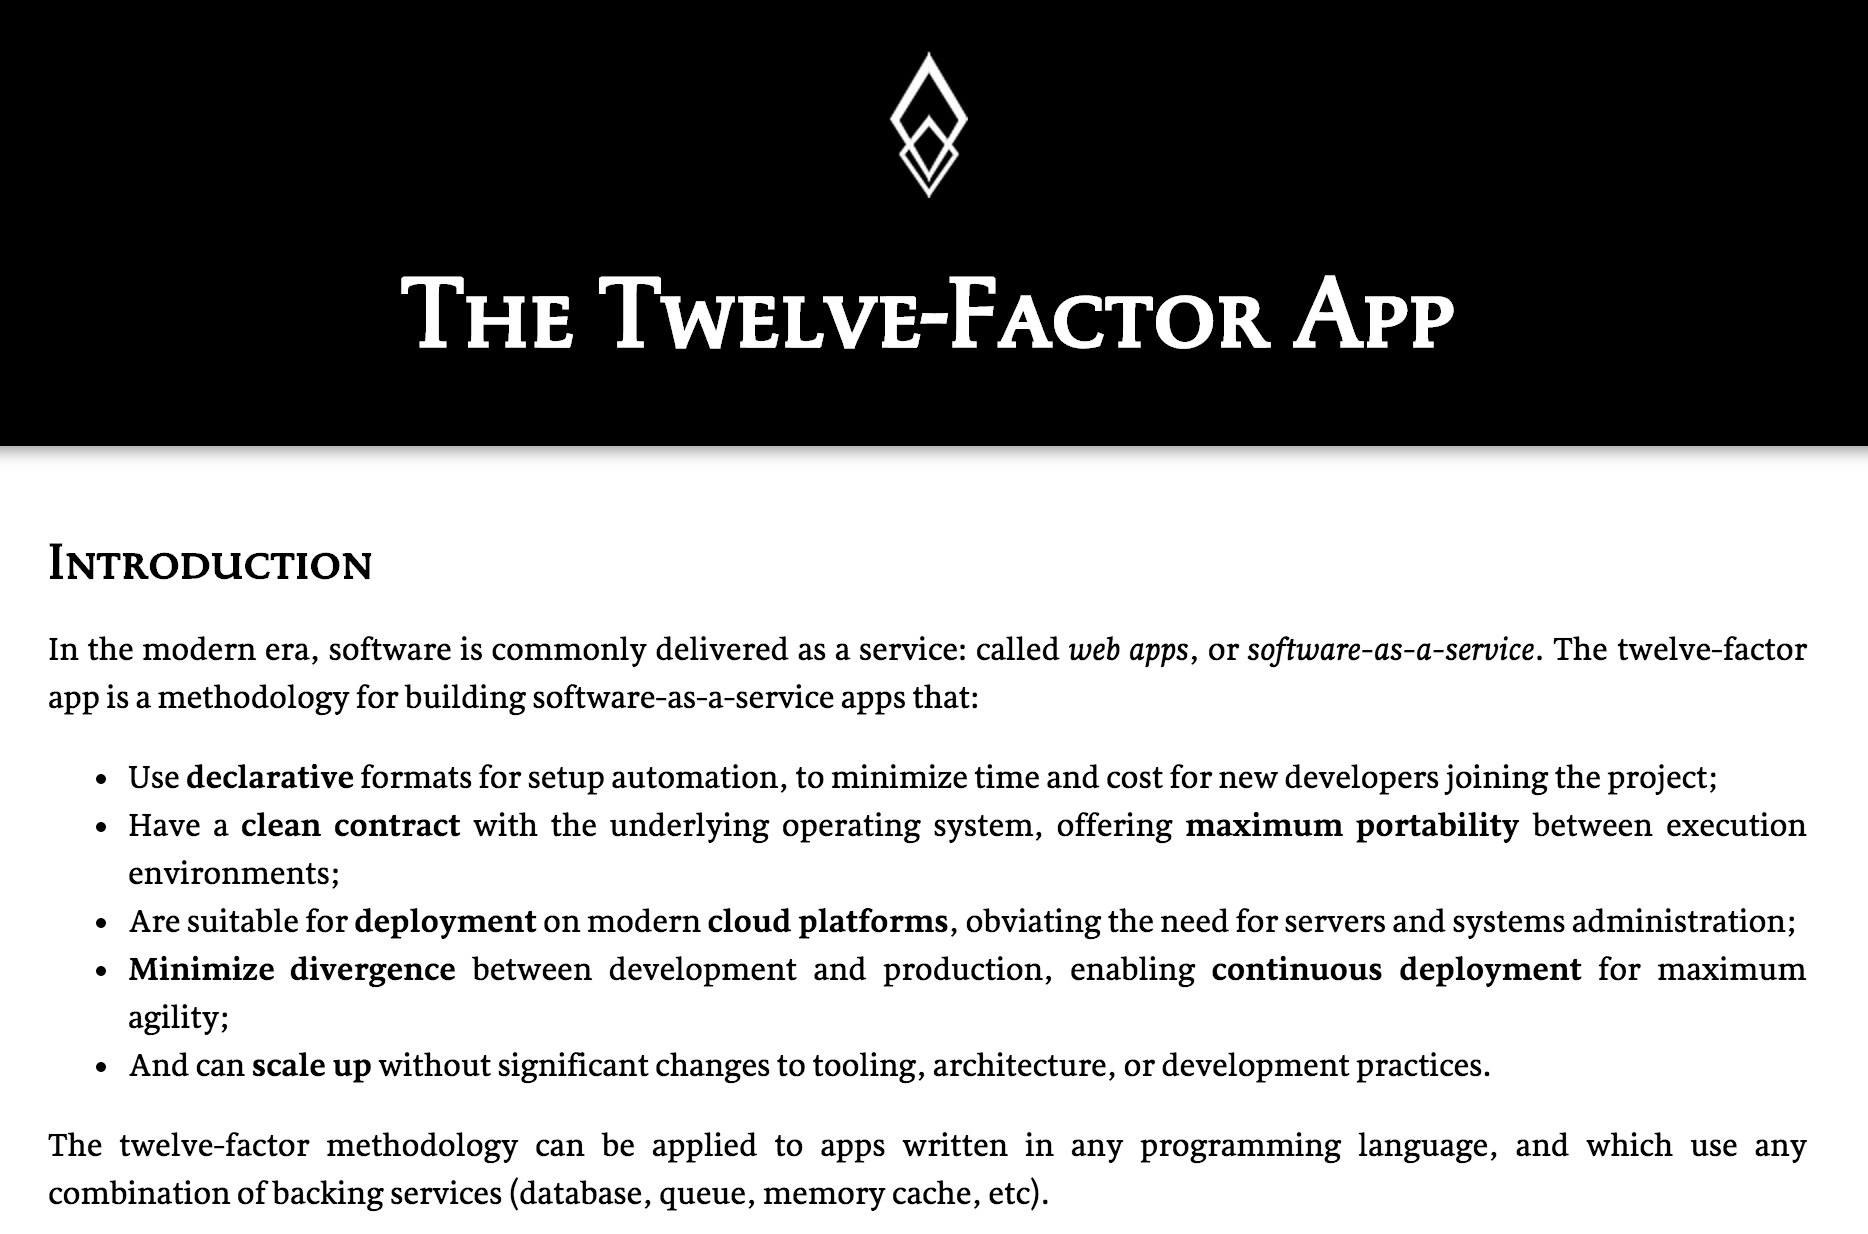 The Twelve-Factor App
Introduction
In the modern era, software is commonly delivered as a service: called web apps, or software-as-a-service. The twelve-factor
app is a methodology for building software-as-a-service apps that:
• Use declarative formats for setup automation, to minimize time and cost for new developers joining the project;
• Have a clean contract with the underlying operating system, offering maximum portability between execution
environments;
• Are suitable for deployment on modern cloud platforms, obviating the need for servers and systems administration;
• Minimize divergence between development and production, enabling continuous deployment for maximum
agility;
• And can scale up without significant changes to tooling, architecture, or development practices.
The twelve-factor methodology can be applied to apps written in any programming language, and which use any
combination of backing services (database, queue, memory cache, etc).